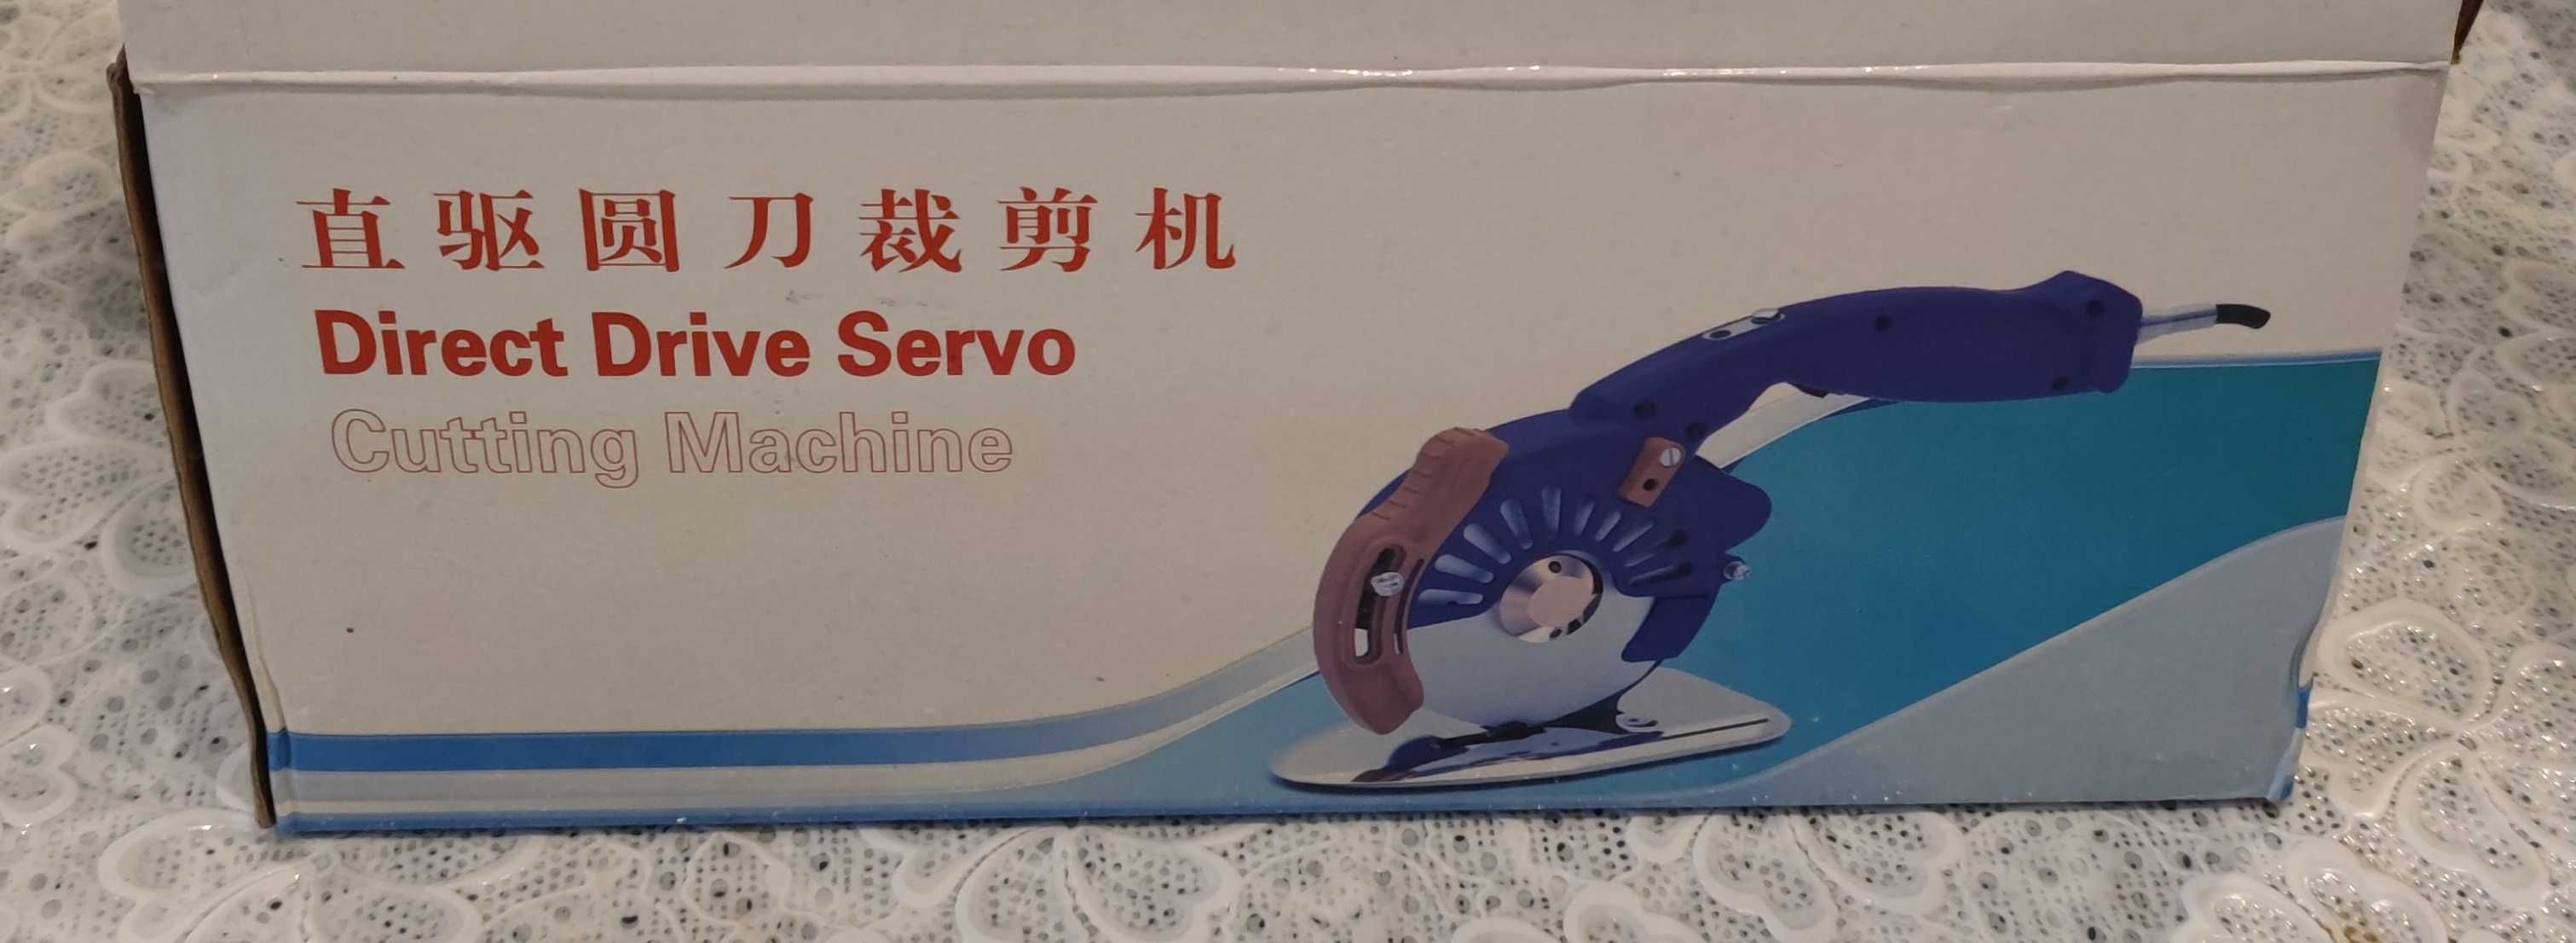 直驱圆刀裁剪机
Direct Drive Servo
Cutting Machine